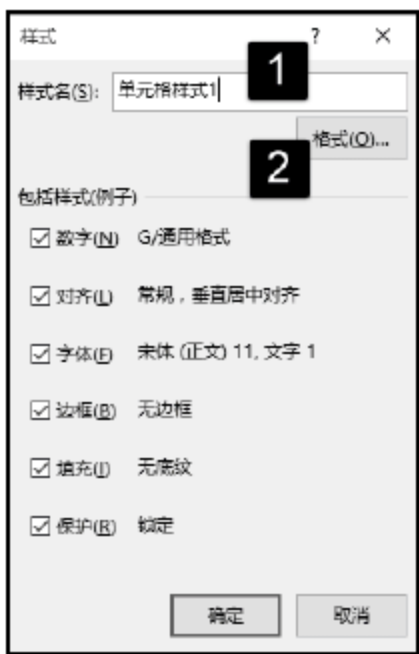 样式 ? ×
1
样式名(S): 单元格样式1
格式(O)...
2
包括样式(例子)
数字(N) G/通用格式
对齐(L) 常规，垂直居中对齐
字体(F) 宋体 (正文) 11, 文字 1
边框(B) 无边框
填充(I) 无底纹
保护(R) 锁定
确定 取消